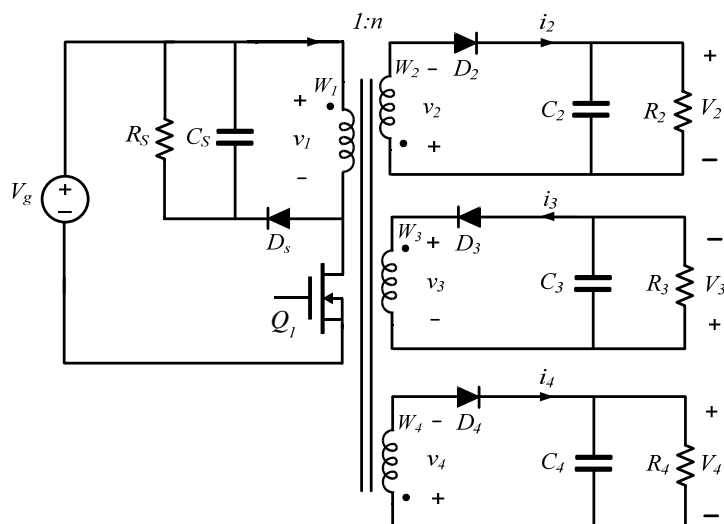 1:n
i2
W1
+
RS
CS
v1
−
W2 −
D2
v2
+
C2
R2
+
V2
−
Vg
+
−
Ds
Q1
i3
W3
+
D3
v3
−
C3
R3
−
V3
+
i4
W4 −
D4
v4
+
C4
R4
+
V4
−